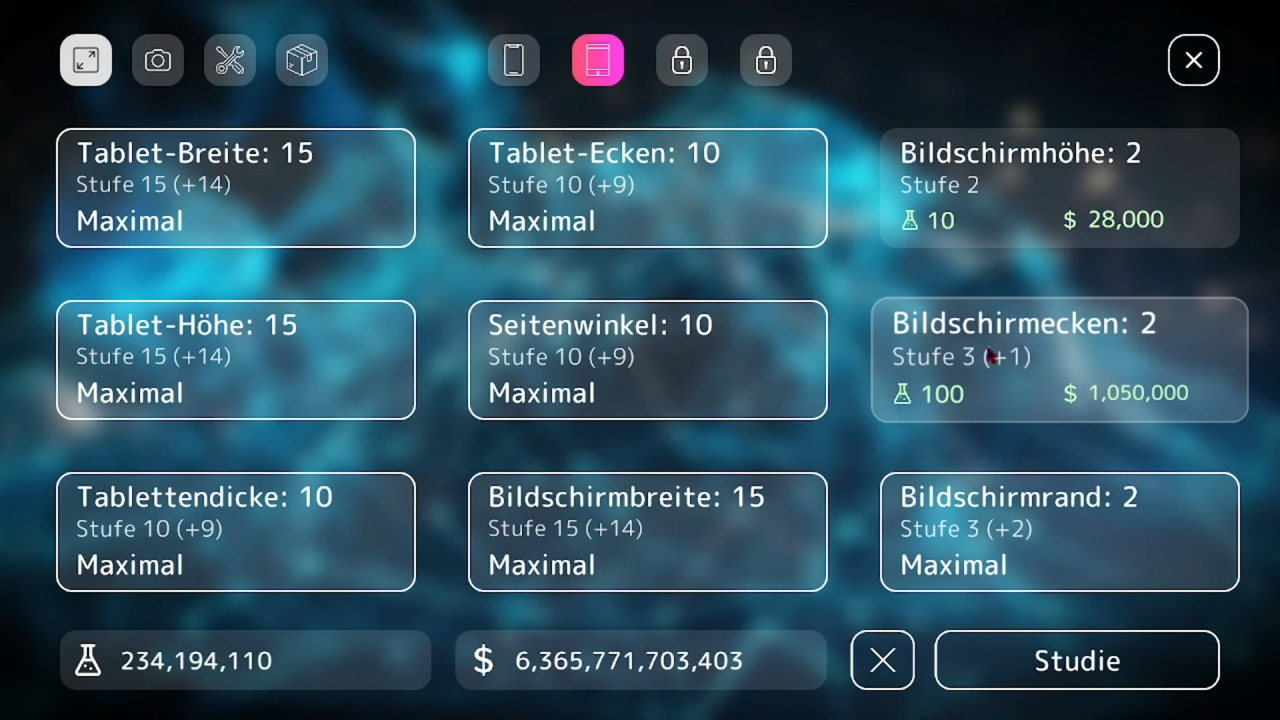 Tablet-Breite: 15
Stufe 15 (+14)
Maximal
Tablet-Ecken: 10
Stufe 10 (+9)
Maximal
Bildschirmhöhe: 2
Stufe 2
10
$ 28,000
Tablet-Höhe: 15
Stufe 15 (+14)
Maximal
Seitenwinkel: 10
Stufe 10 (+9)
Maximal
Bildschirmecken: 2
Stufe 3 (+1)
100
$ 1,050,000
Tablettendicke: 10
Stufe 10 (+9)
Maximal
Bildschirmbreite: 15
Stufe 15 (+14)
Maximal
Bildschirmrand: 2
Stufe 3 (+2)
Maximal
234,194,110
$ 6,365,771,703,403
Studie